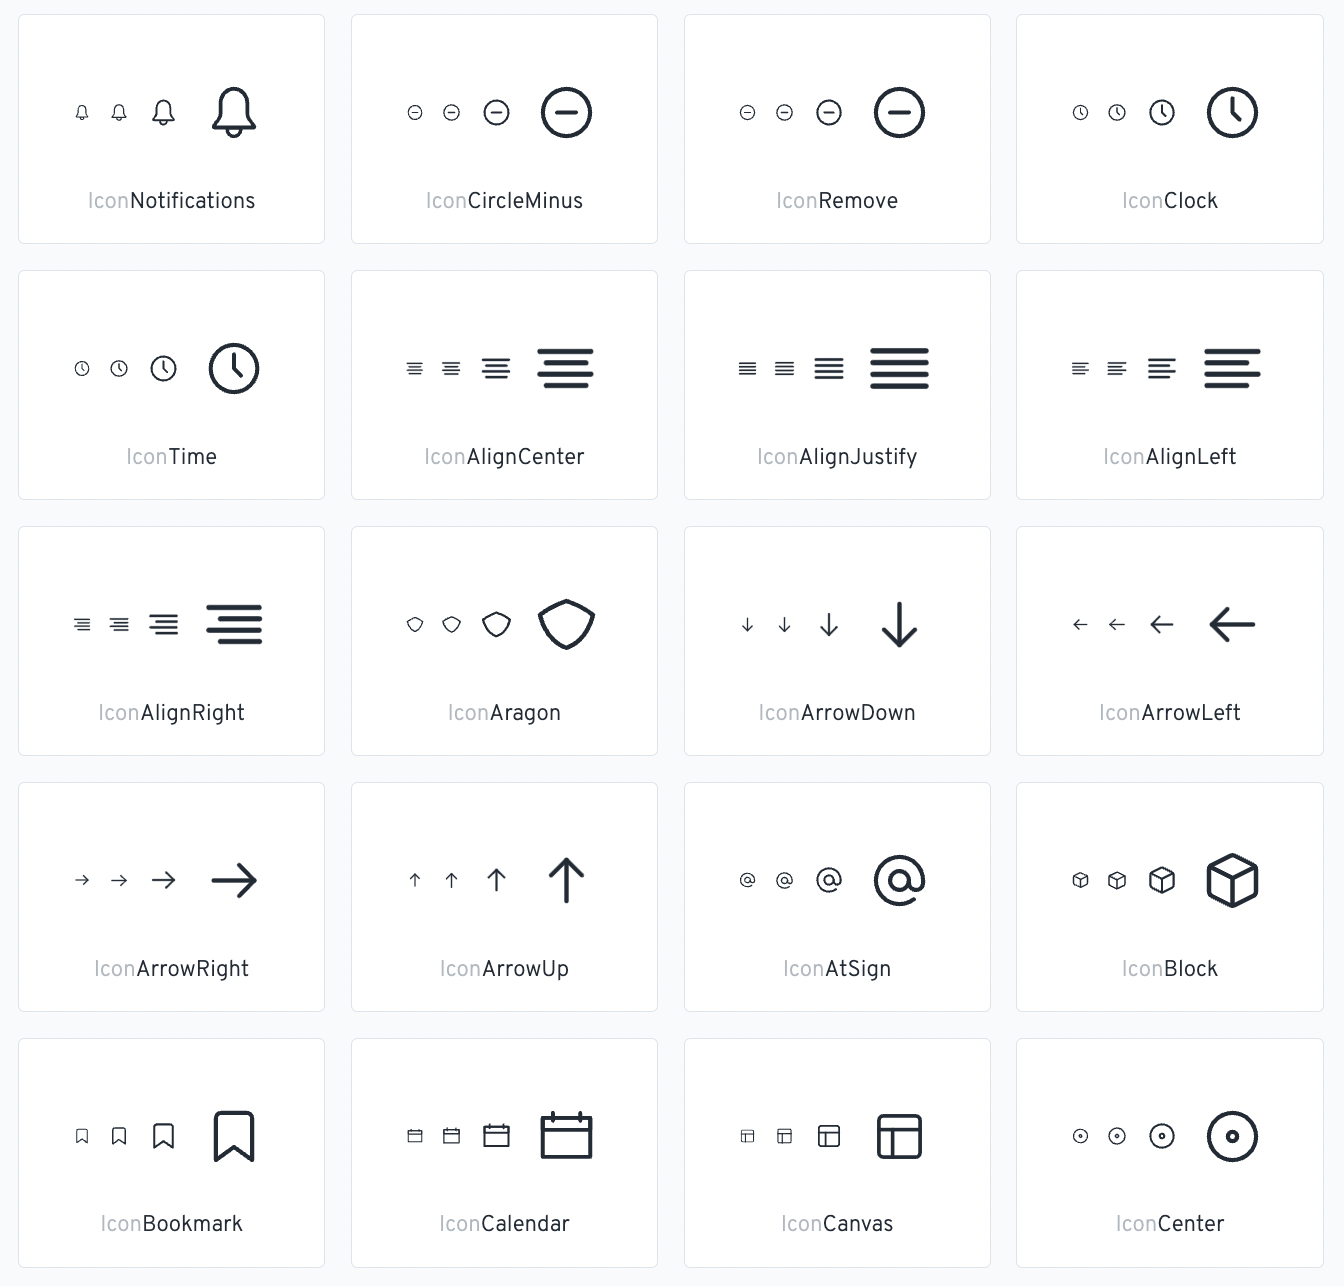 IconNotifications
IconCircleMinus
IconRemove
IconClock
IconTime
IconAlignCenter
IconAlignJustify
IconAlignLeft
IconAlignRight
IconAragon
IconArrowDown
IconArrowLeft
IconArrowRight
IconArrowUp
IconAtSign
IconBlock
IconBookmark
IconCalendar
IconCanvas
IconCenter